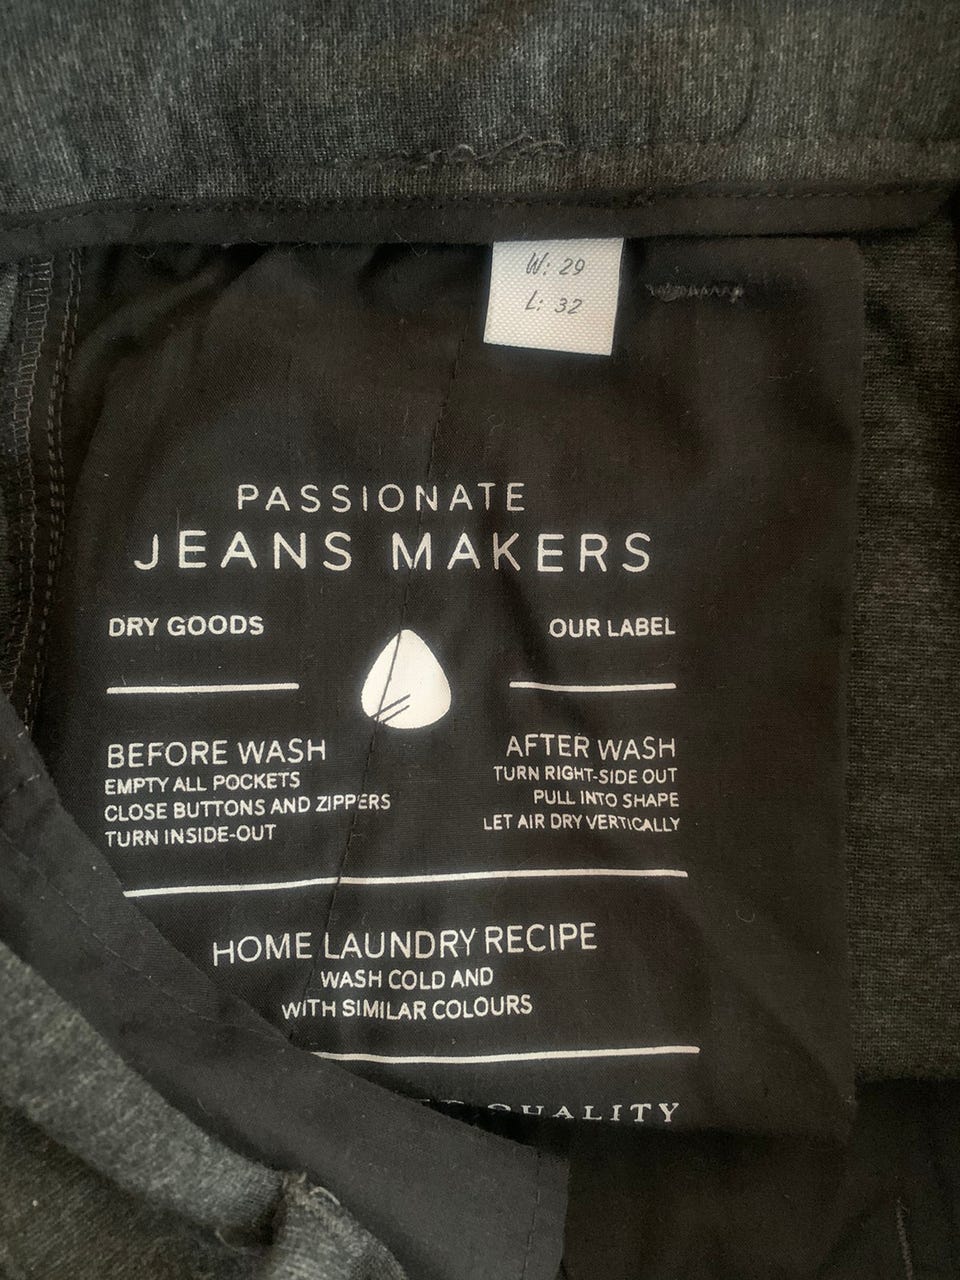 W: 29
L: 32
PASSIONATE
JEANS MAKERS
DRY GOODS
OUR LABEL
BEFORE WASH
EMPTY ALL POCKETS
CLOSE BUTTONS AND ZIPPERS
TURN INSIDE-OUT
AFTER WASH
TURN RIGHT-SIDE OUT
PULL INTO SHAPE
LET AIR DRY VERTICALLY
HOME LAUNDRY RECIPE
WASH COLD AND
WITH SIMILAR COLOURS
QUALITY